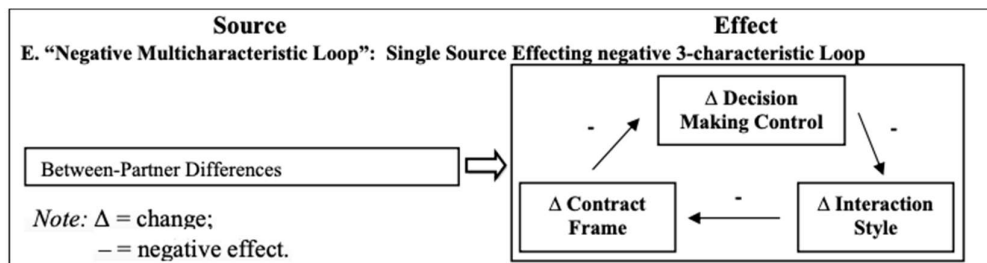 Source
Effect
E. “Negative Multicharacteristic Loop”: Single Source Effecting negative 3-characteristic Loop
Δ Decision
Making Control
-
-
Between-Partner Differences
Δ Contract
Frame
-
Δ Interaction
Style
Note: Δ = change;
– = negative effect.